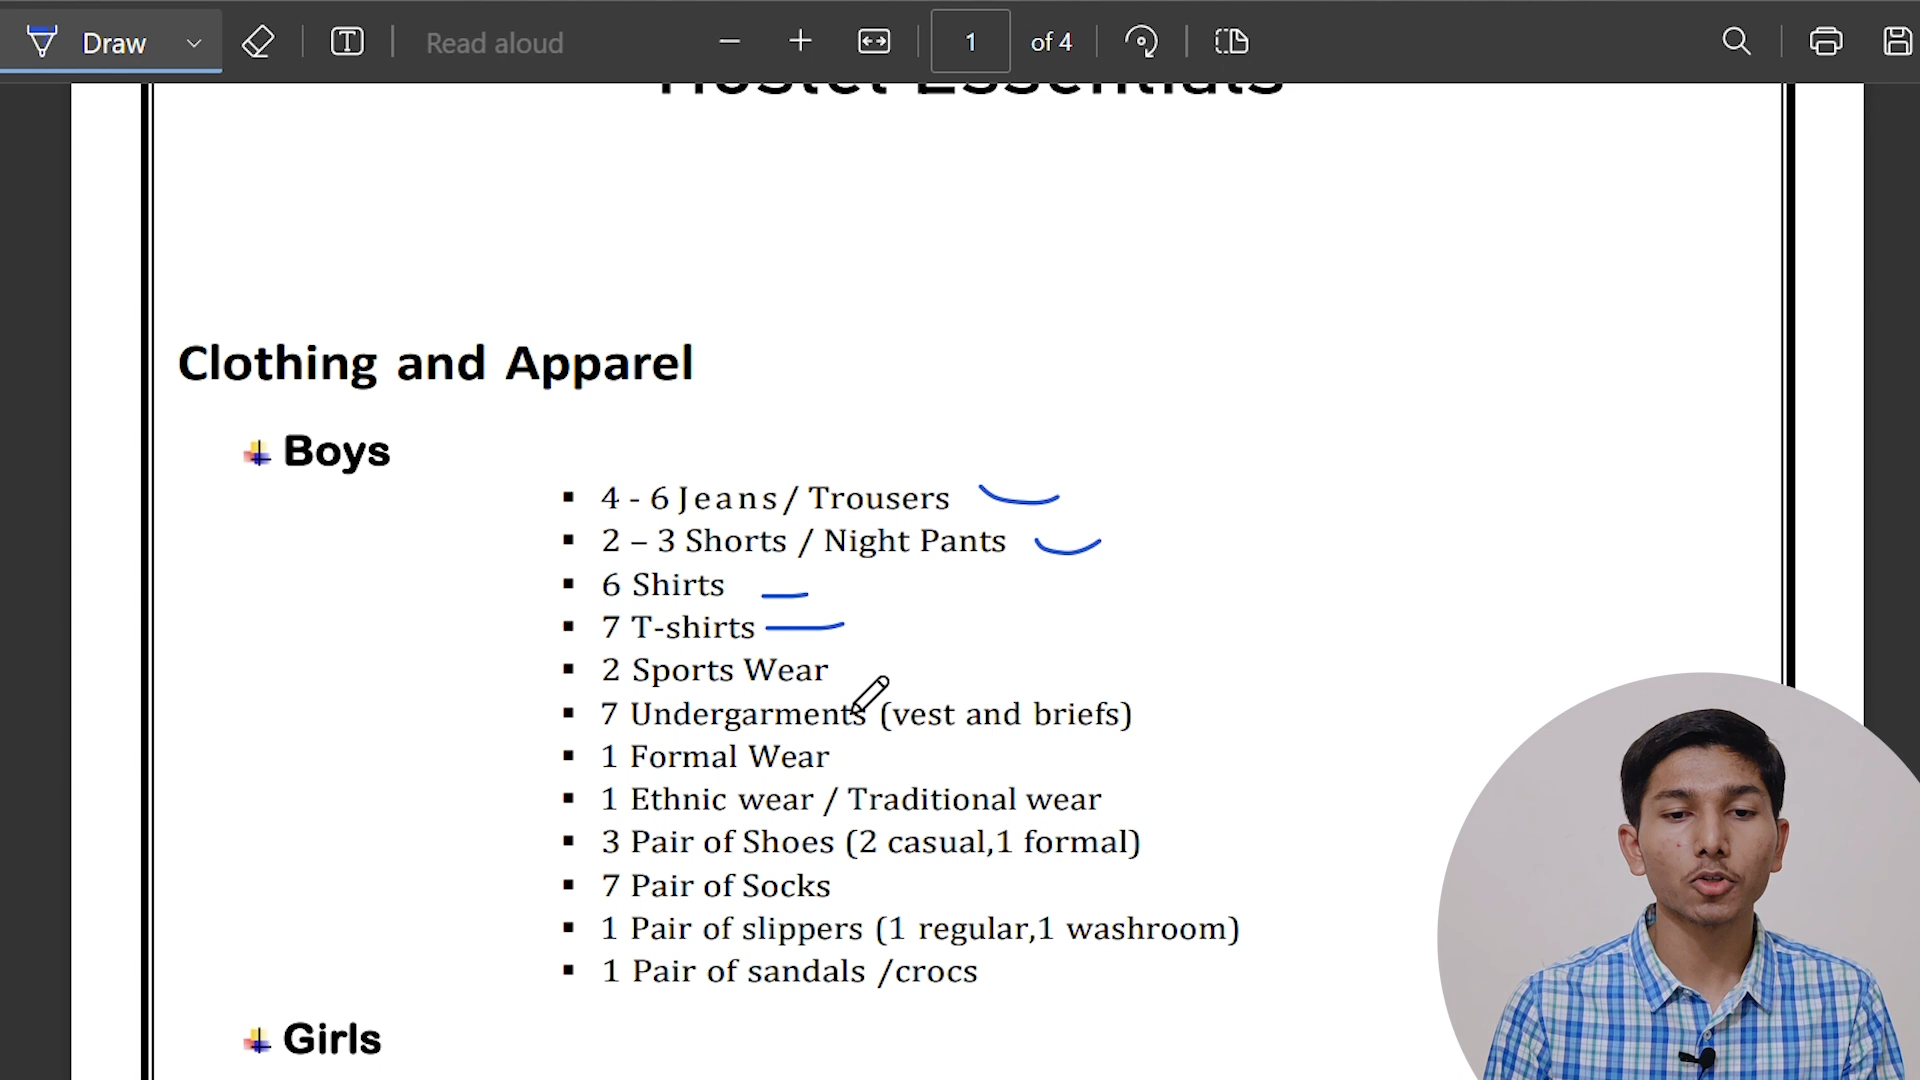 Draw
Read aloud
1 of 4
Hostel Essentials
Clothing and Apparel
Boys
4 - 6 Jeans/ Trousers
2 – 3 Shorts / Night Pants
6 Shirts
7 T-shirts
2 Sports Wear
7 Undergarments (vest and briefs)
1 Formal Wear
1 Ethnic wear / Traditional wear
3 Pair of Shoes (2 casual,1 formal)
7 Pair of Socks
1 Pair of slippers (1 regular,1 washroom)
1 Pair of sandals /crocs
Girls